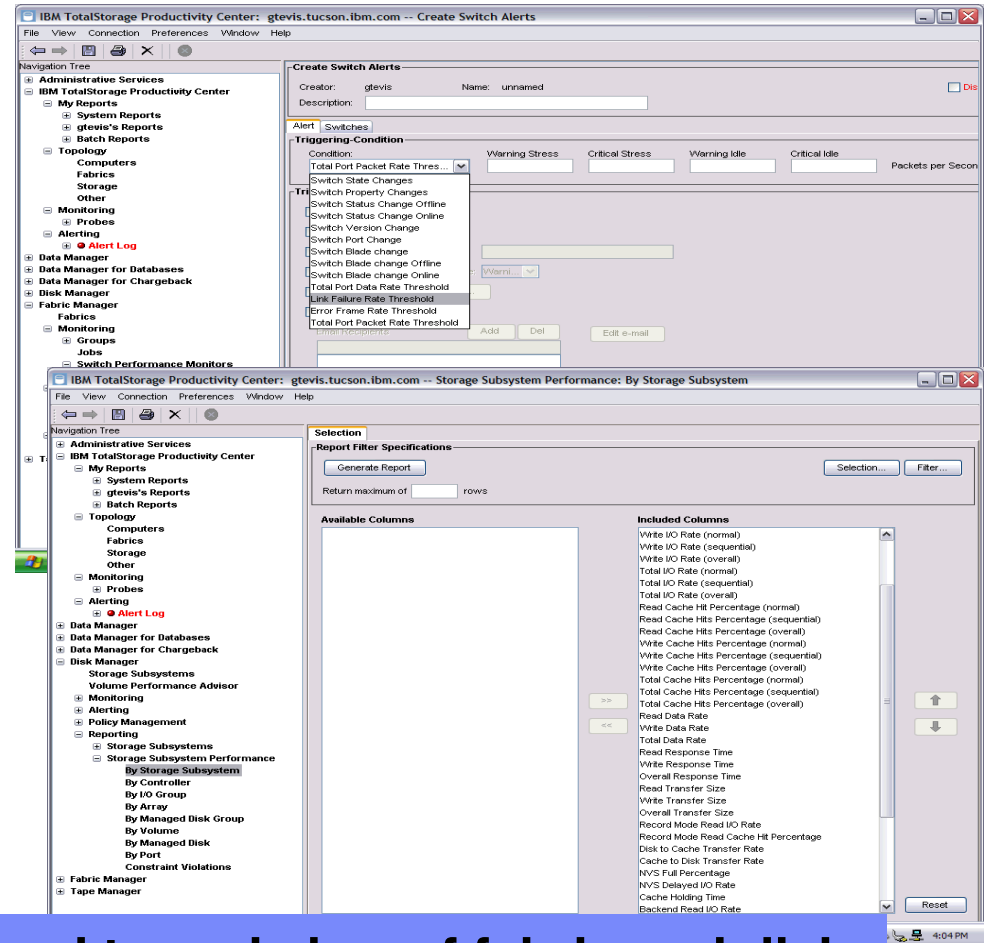 IBM TotalStorage Productivity Center: gtevis.tucson.ibm.com -- Create Switch Alerts
File View Connection Preferences Window Help
Navigation Tree
Administrative Services
IBM TotalStorage Productivity Center
My Reports
System Reports
gtevis's Reports
Batch Reports
Topology
Computers
Fabrics
Storage
Other
Monitoring
Probes
Alerting
Alert Log
Data Manager
Data Manager for Databases
Data Manager for Chargeback
Disk Manager
Fabric Manager
Fabrics
Monitoring
Groups
Jobs
Switch Performance Monitors
Create Switch Alerts
Creator: gtevis Name: unnamed
Description:
Alert Switches
Triggering-Condition
Condition: Warning Stress Critical Stress Warning Idle Critical Idle
Total Port Packet Rate Thres... Packets per Secon
Switch State Changes
Switch Property Changes
Switch Status Change Offline
Switch Status Change Online
Switch Version Change
Switch Port Change
Switch Blade change
Switch Blade change Offline
Switch Blade change Online
Warni...
Total Port Data Rate Threshold
Link Failure Rate Threshold
Error Frame Rate Threshold
Total Port Packet Rate Threshold
Email Recipients Add Del Edit e-mail
IBM TotalStorage Productivity Center: gtevis.tucson.ibm.com -- Storage Subsystem Performance: By Storage Subsystem
File View Connection Preferences Window Help
Navigation Tree
Administrative Services
IBM TotalStorage Productivity Center
My Reports
System Reports
gtevis's Reports
Batch Reports
Topology
Computers
Fabrics
Storage
Other
Monitoring
Probes
Alerting
Alert Log
Data Manager
Data Manager for Databases
Data Manager for Chargeback
Disk Manager
Storage Subsystems
Volume Performance Advisor
Monitoring
Alerting
Policy Management
Reporting
Storage Subsystems
Storage Subsystem Performance
By Storage Subsystem
By Controller
By I/O Group
By Array
By Managed Disk Group
By Volume
By Managed Disk
By Port
Constraint Violations
Fabric Manager
Tape Manager
Selection
Report Filter Specifications
Generate Report Selection... Filter...
Return maximum of rows
Available Columns
Included Columns
Write I/O Rate (normal)
Write I/O Rate (sequential)
Write I/O Rate (overall)
Total I/O Rate (normal)
Total I/O Rate (sequential)
Total I/O Rate (overall)
Read Cache Hit Percentage (normal)
Read Cache Hits Percentage (sequential)
Read Cache Hits Percentage (overall)
Write Cache Hits Percentage (normal)
Write Cache Hits Percentage (sequential)
Write Cache Hits Percentage (overall)
Total Cache Hits Percentage (normal)
Total Cache Hits Percentage (sequential)
Total Cache Hits Percentage (overall)
>>
<<
Read Data Rate
Write Data Rate
Total Data Rate
Read Response Time
Write Response Time
Overall Response Time
Read Transfer Size
Write Transfer Size
Overall Transfer Size
Record Mode Read I/O Rate
Record Mode Read Cache Hit Percentage
Disk to Cache Transfer Rate
Cache to Disk Transfer Rate
NVS Full Percentage
NVS Delayed I/O Rate
Cache Holding Time
Backend Read I/O Rate
Reset
4:04 PM